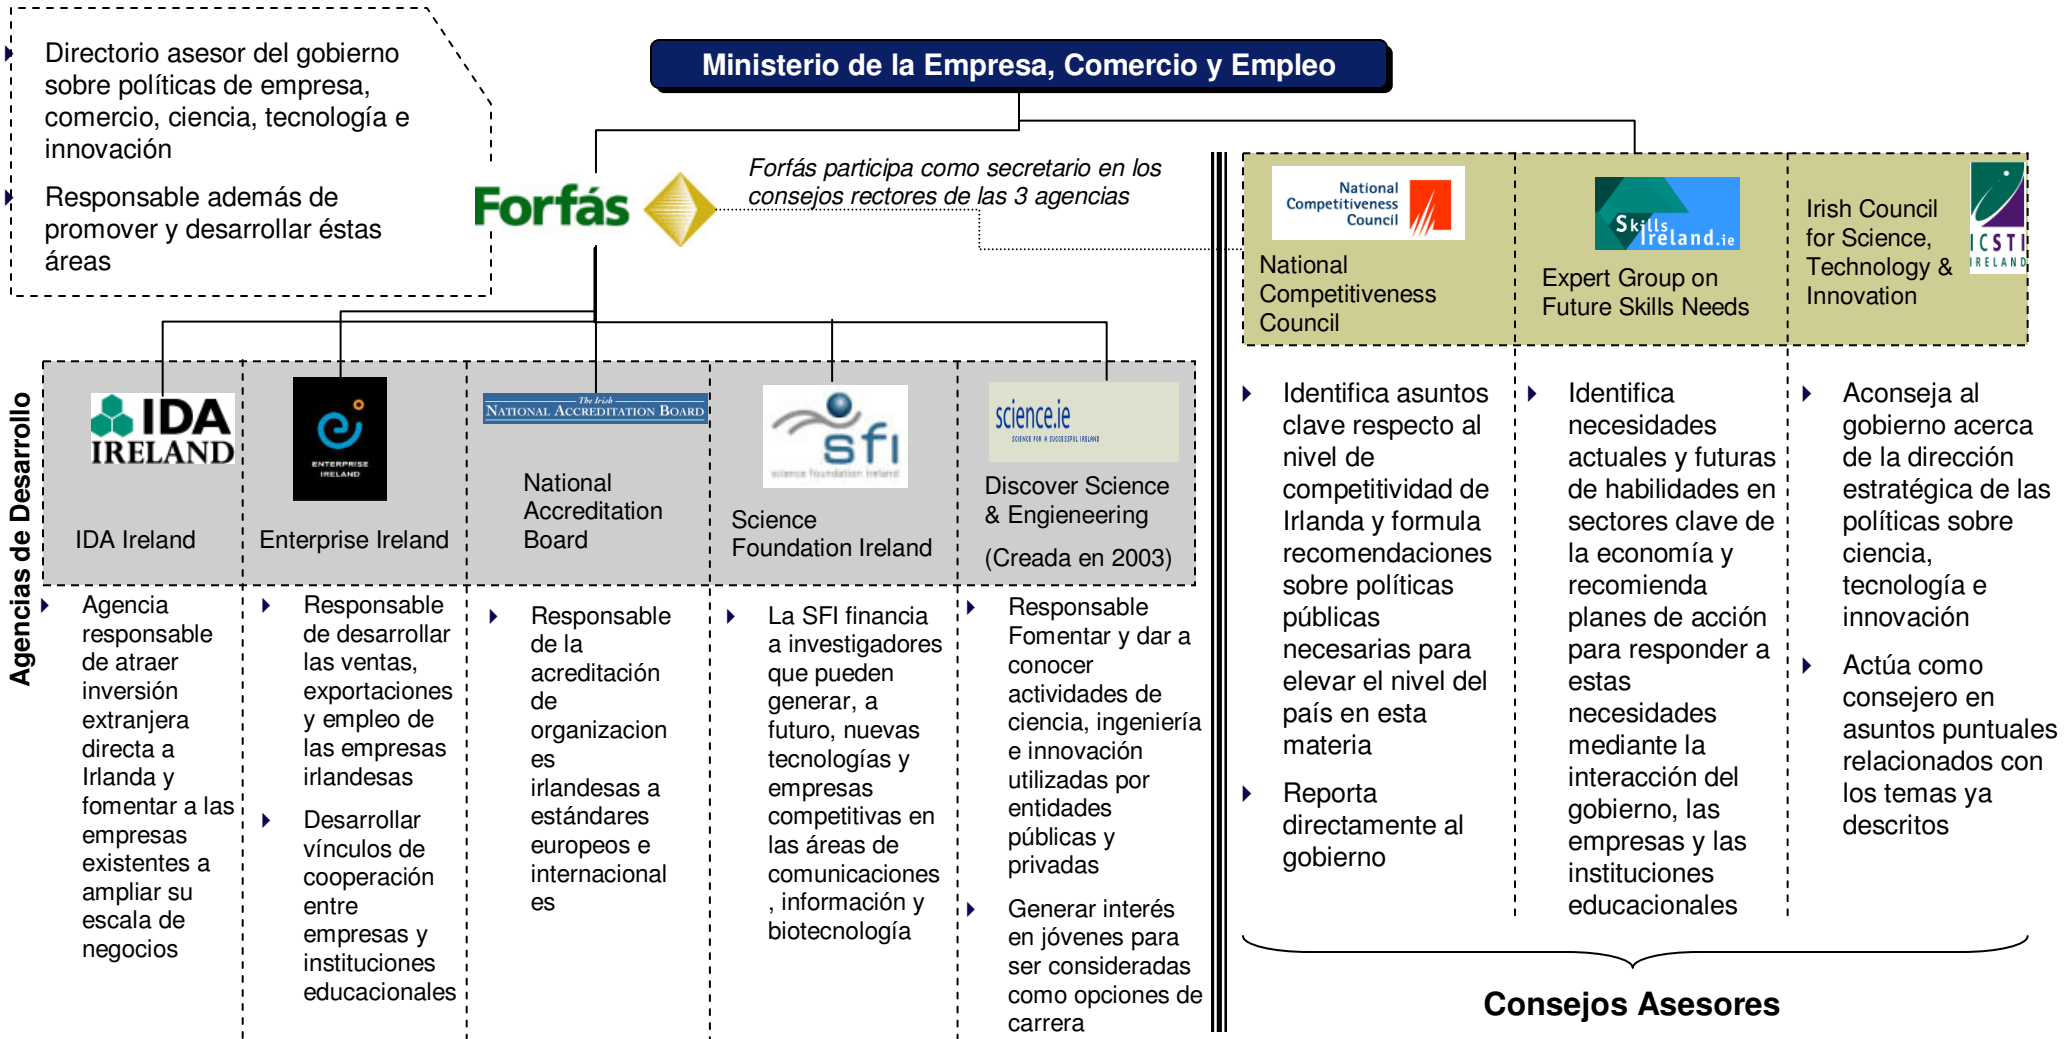 Directorio asesor del gobierno
sobre políticas de empresa,
comercio, ciencia, tecnología e
innovación
Responsable además de
promover y desarrollar éstas
áreas
Ministerio de la Empresa, Comercio y Empleo
Forfás
Forfás participa como secretario en los
consejos rectores de las 3 agencias
Agencias de Desarrollo
IDA
IRELAND
IDA Ireland
Agencia
responsable
de atraer
inversión
extranjera
directa a
Irlanda y
fomentar a las
empresas
existentes a
ampliar su
escala de
negocios
ENTERPRISE
IRELAND
Enterprise Ireland
Responsable
de desarrollar
las ventas,
exportaciones
y empleo de
las empresas
irlandesas
Desarrollar
vínculos de
cooperación
entre
empresas y
instituciones
educacionales
The Irish
NATIONAL ACCREDITATION BOARD
National
Accreditation
Board
Responsable
de la
acreditación
de
organizacion
es
irlandesas a
estándares
europeos e
internacional
es
sfi
science foundation ireland
Science
Foundation Ireland
La SFI financia
a investigadores
que pueden
generar, a
futuro, nuevas
tecnologías y
empresas
competitivas en
las áreas de
comunicaciones
, información y
biotecnología
science.ie
SCIENCE FOR A SUCCESSFUL IRELAND
Discover Science
& Engieneering
(Creada en 2003)
Responsable
Fomentar y dar a
conocer
actividades de
ciencia, ingeniería
e innovación
utilizadas por
entidades
públicas y
privadas
Generar interés
en jóvenes para
ser consideradas
como opciones de
carrera
National
Competitiveness
Council
National
Competitiveness
Council
Identifica asuntos
clave respecto al
nivel de
competitividad de
Irlanda y formula
recomendaciones
sobre políticas
públicas
necesarias para
elevar el nivel del
país en esta
materia
Reporta
directamente al
gobierno
Skills
Ireland.ie
Expert Group on
Future Skills Needs
Identifica
necesidades
actuales y futuras
de habilidades en
sectores clave de
la economía y
recomienda
planes de acción
para responder a
estas
necesidades
mediante la
interacción del
gobierno, las
empresas y las
instituciones
educacionales
Irish Council
for Science,
Technology &
Innovation
ICSTI
IRELAND
Aconseja al
gobierno acerca
de la dirección
estratégica de las
políticas sobre
ciencia,
tecnología e
innovación
Actúa como
consejero en
asuntos puntuales
relacionados con
los temas ya
descritos
Consejos Asesores